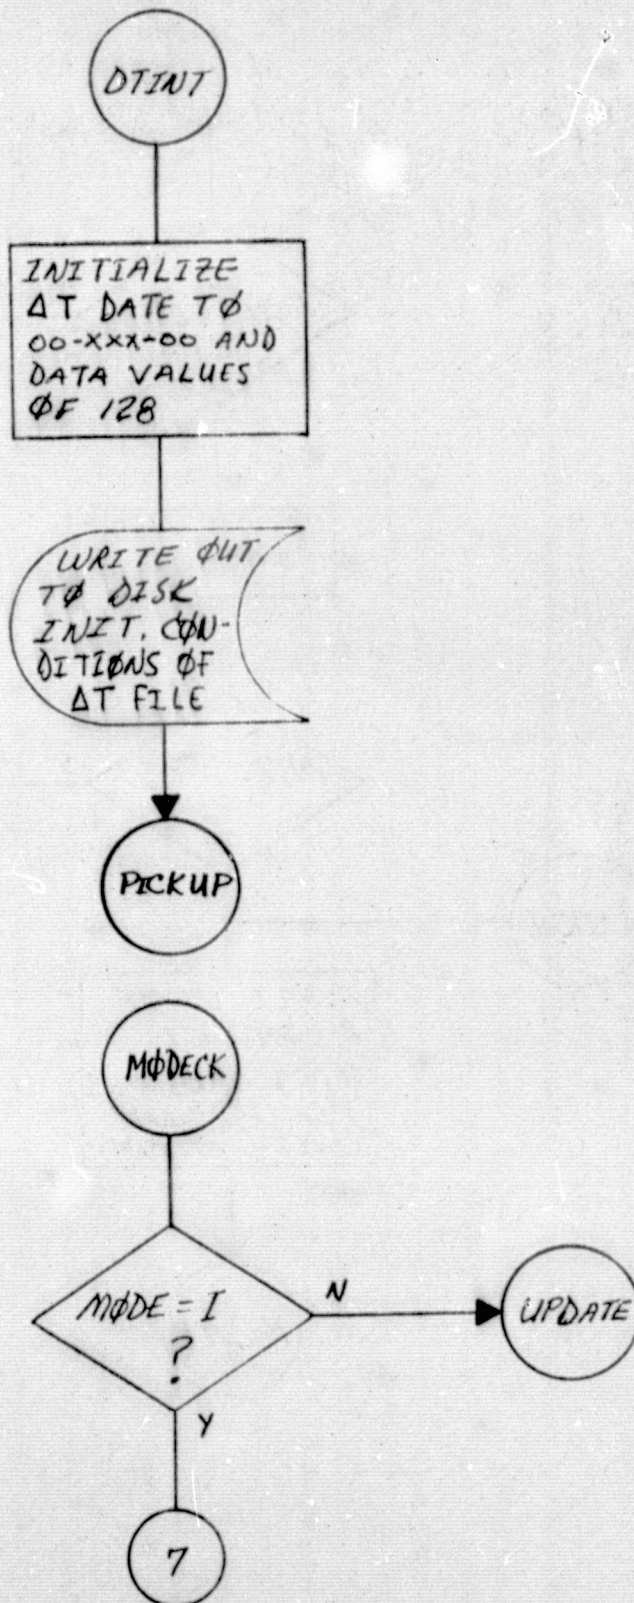 DTINT
INITIALIZE
ΔT DATE TØ
00-XXX-00 AND
DATA VALUES
ØF 128
WRITE ØUT
TØ DISK
INIT. CØN-
DITIØNS ØF
ΔT FILE
PICKUP
MØDECK
MØDE = I
?
N
UPDATE
Y
7